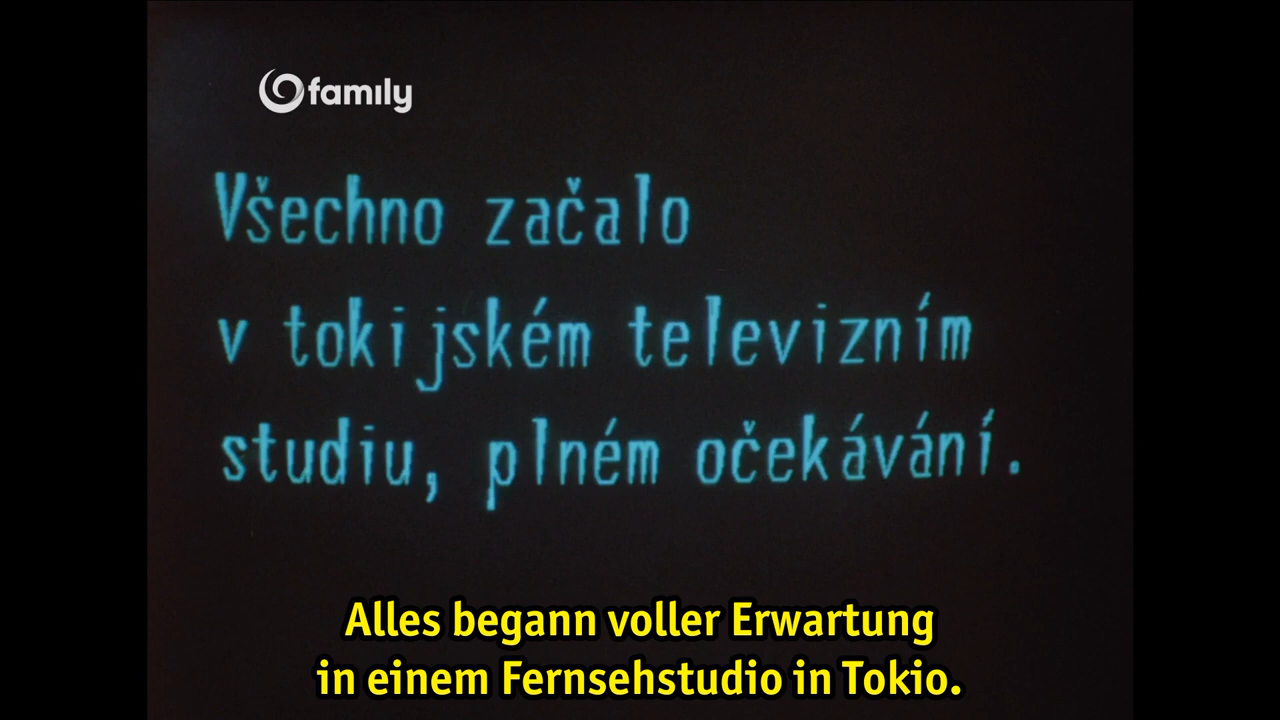 family
Všechno začalo
v tokijském televizním
studiu, plném očekávání.
Alles begann voller Erwartung
in einem Fernsehstudio in Tokio.